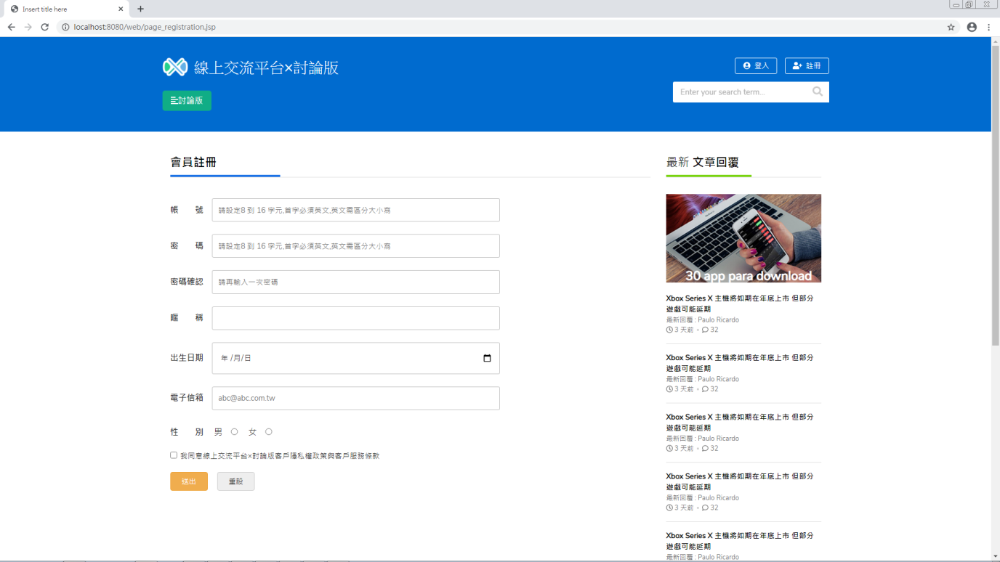 Insert title here
localhost:8080/web/page_registration.jsp
線上交流平台×討論版
登入
註冊
討論版
Enter your search term...
會員註冊
帳 號
請設定8 到 16 字元,首字必須英文,英文需區分大小寫
密 碼
請設定8 到 16 字元,首字必須英文,英文需區分大小寫
密碼確認
請再輸入一次密碼
暱 稱
出生日期
年 /月/日
電子信箱
abc@abc.com.tw
性 別 男 女
我同意線上交流平台×討論版客戶隱私權政策與客戶服務條款
送出
重設
最新 文章回覆
30 app para download
Xbox Series X 主機將如期在年底上市 但部分
遊戲可能延期
最新回覆 : Paulo Ricardo
3 天前 • 32
Xbox Series X 主機將如期在年底上市 但部分
遊戲可能延期
最新回覆 : Paulo Ricardo
3 天前 • 32
Xbox Series X 主機將如期在年底上市 但部分
遊戲可能延期
最新回覆 : Paulo Ricardo
3 天前 • 32
Xbox Series X 主機將如期在年底上市 但部分
遊戲可能延期
最新回覆 : Paulo Ricardo
3 天前 • 32
Xbox Series X 主機將如期在年底上市 但部分
遊戲可能延期
最新回覆 : Paulo Ricardo